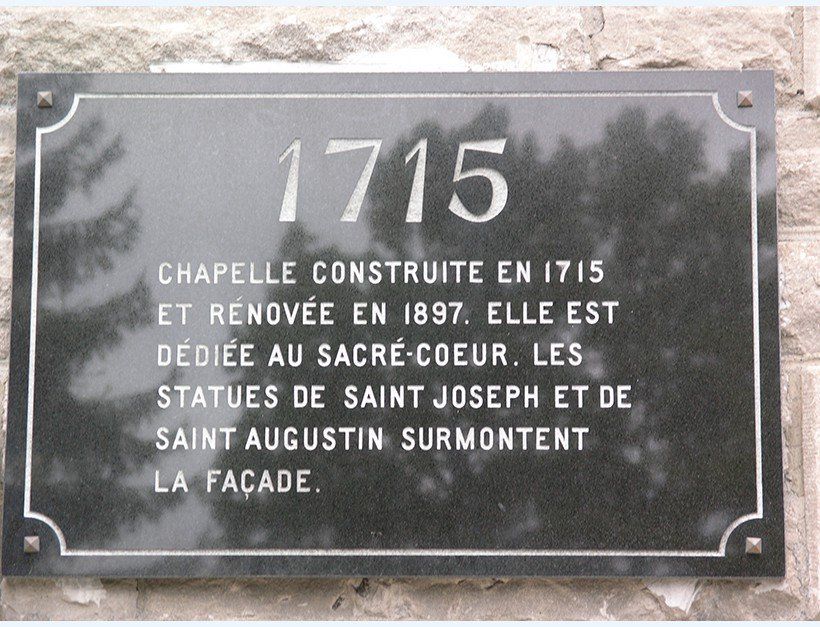 1715
CHAPELLE CONSTRUITE EN 1715
ET RÉNOVÉE EN 1897. ELLE EST
DÉDIÉE AU SACRÉ-COEUR. LES
STATUES DE SAINT JOSEPH ET DE
SAINT AUGUSTIN SURMONTENT
LA FAÇADE.